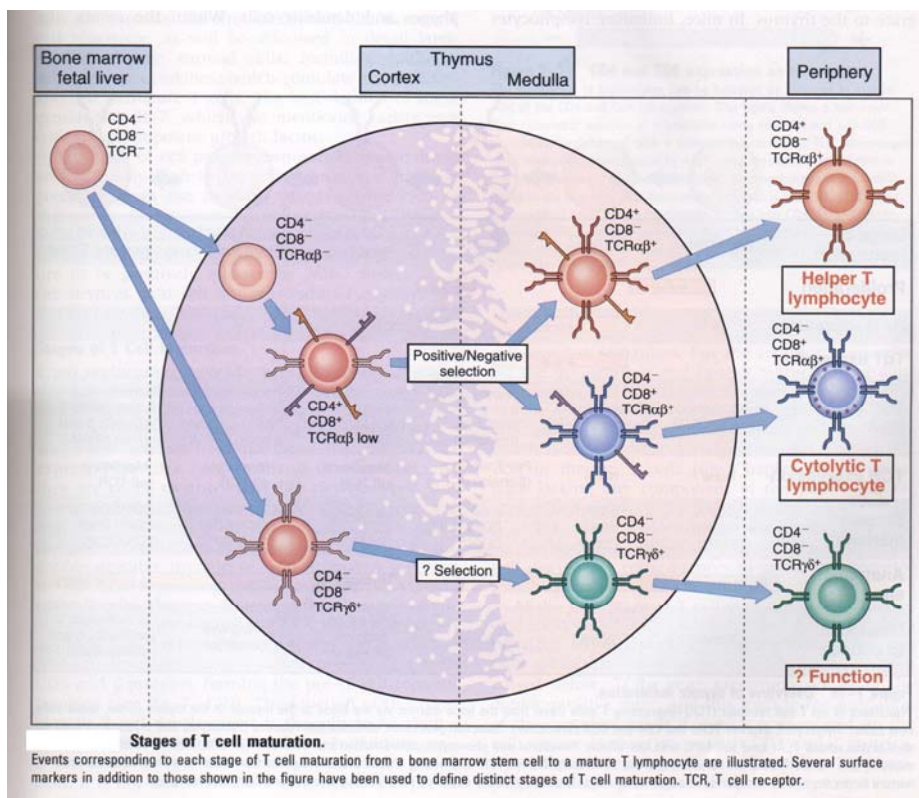 Bone marrow
fetal liver
Thymus
Cortex
Medulla
Periphery
CD4⁻
CD8⁻
TCR⁻
CD4⁻
CD8⁻
TCRαβ⁻
CD4⁺
CD8⁺
TCRαβ low
CD4⁻
CD8⁻
TCRγδ⁺
Positive/Negative
selection
? Selection
CD4⁺
CD8⁻
TCRαβ⁺
CD4⁻
CD8⁺
TCRαβ⁺
CD4⁻
CD8⁻
TCRγδ⁺
CD4⁺
CD8⁻
TCRαβ⁺
Helper T
lymphocyte
CD4⁻
CD8⁺
TCRαβ⁺
Cytolytic T
lymphocyte
CD4⁻
CD8⁻
TCRγδ⁺
? Function
Stages of T cell maturation.
Events corresponding to each stage of T cell maturation from a bone marrow stem cell to a mature T lymphocyte are illustrated. Several surface
markers in addition to those shown in the figure have been used to define distinct stages of T cell maturation. TCR, T cell receptor.